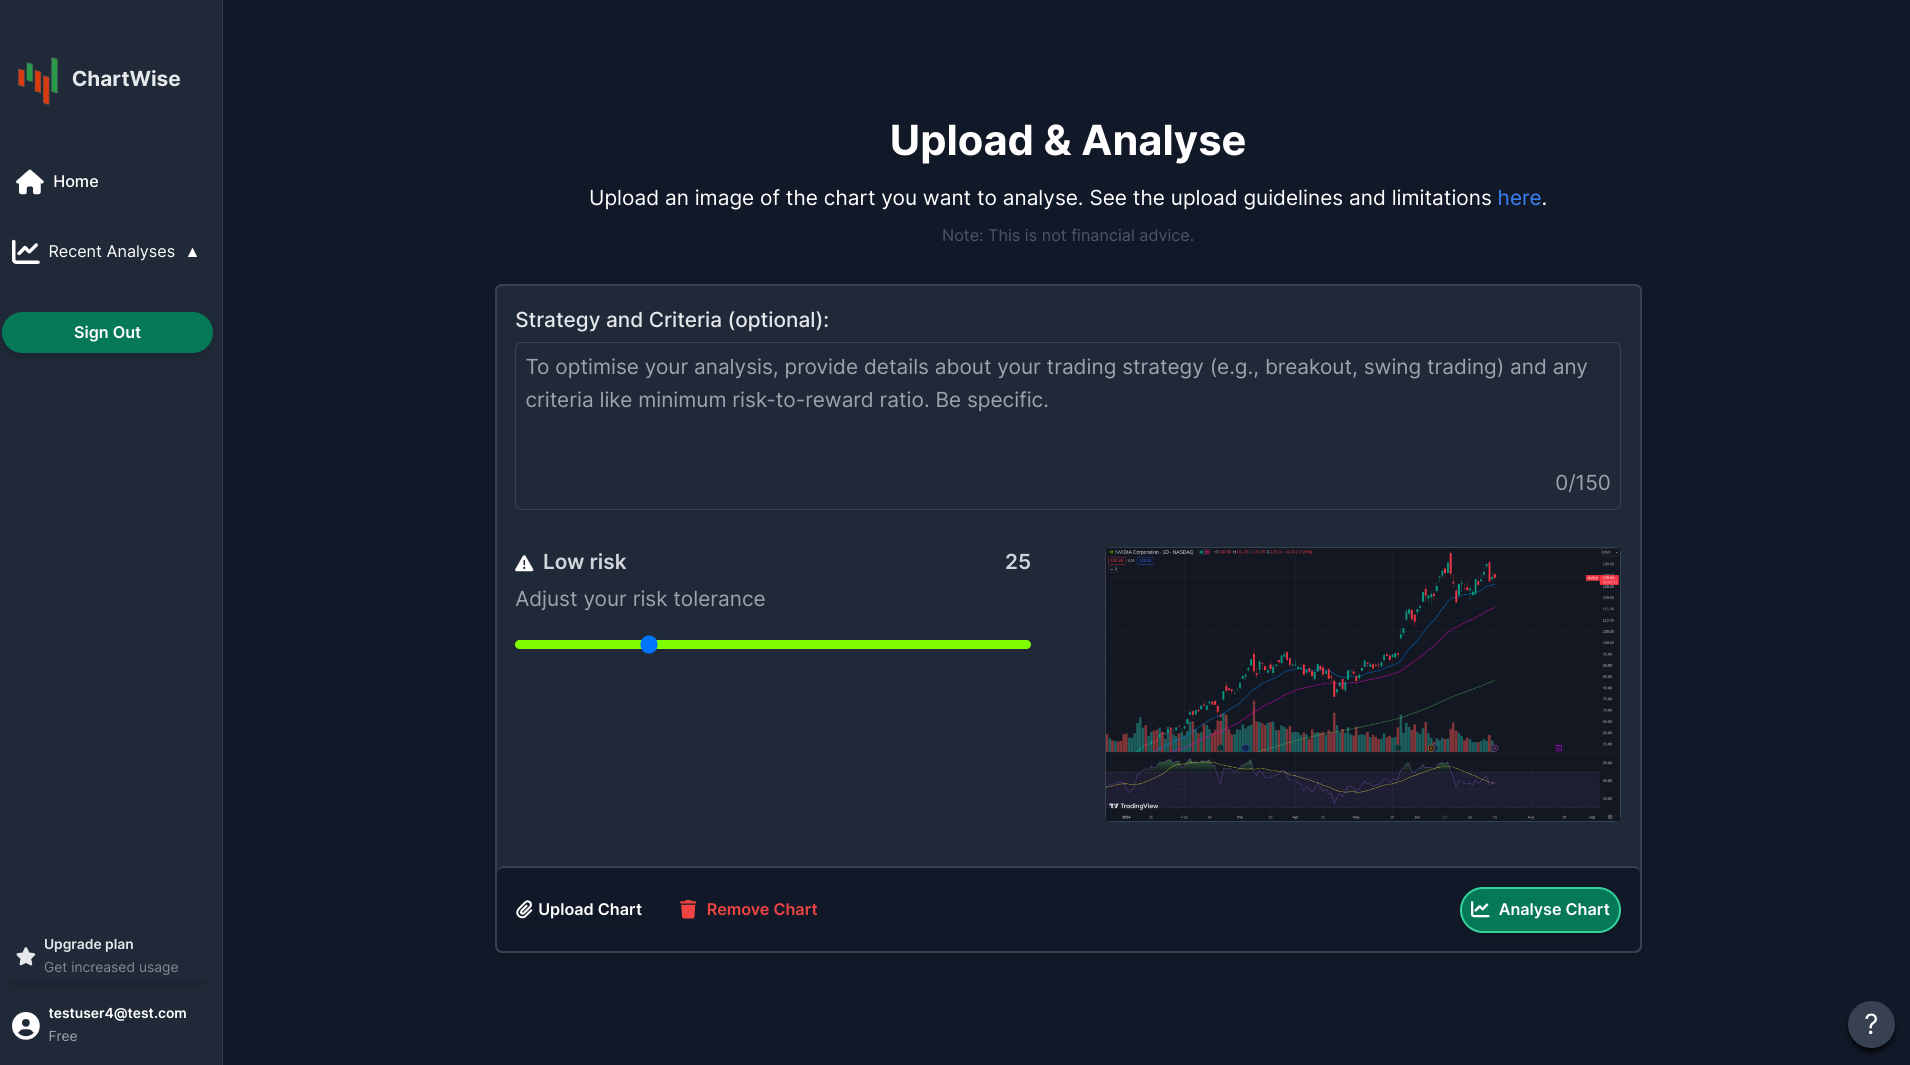 ChartWise
Home
Recent Analyses ▲
Sign Out
Upgrade plan
Get increased usage
testuser4@test.com
Free
Upload & Analyse
Upload an image of the chart you want to analyse. See the upload guidelines and limitations here.
Note: This is not financial advice.
Strategy and Criteria (optional):
To optimise your analysis, provide details about your trading strategy (e.g., breakout, swing trading) and any
criteria like minimum risk-to-reward ratio. Be specific.
0/150
Low risk 25
Adjust your risk tolerance
NVIDIA Corporation · 1D · NASDAQ
TradingView
Upload Chart
Remove Chart
Analyse Chart
?